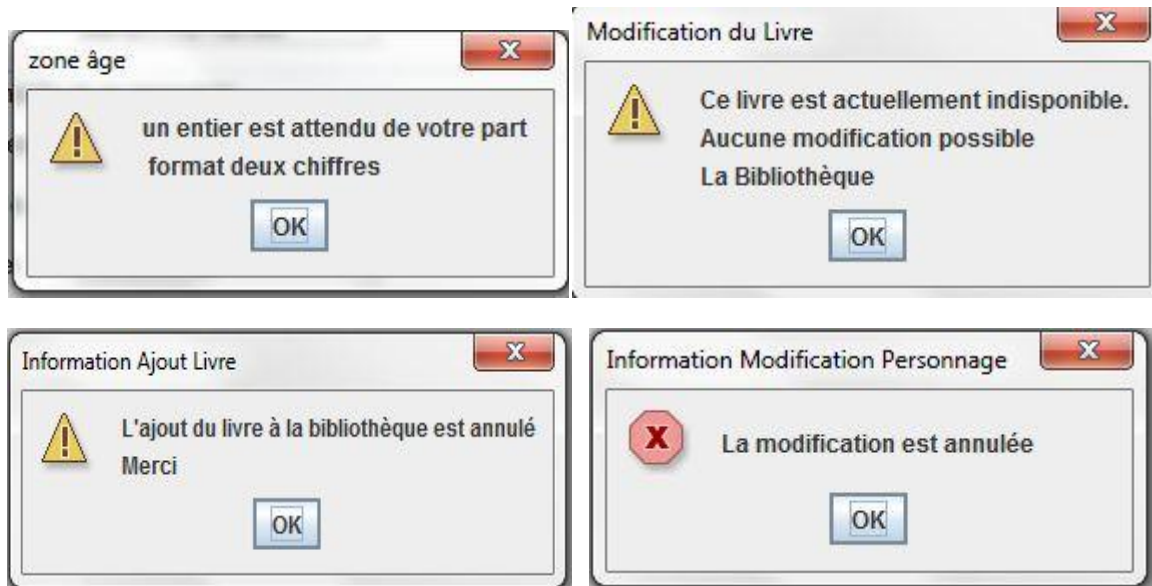 zone âge
un entier est attendu de votre part
format deux chiffres
OK
Modification du Livre
Ce livre est actuellement indisponible.
Aucune modification possible
La Bibliothèque
OK
Information Ajout Livre
L'ajout du livre à la bibliothèque est annulé
Merci
OK
Information Modification Personnage
La modification est annulée
OK